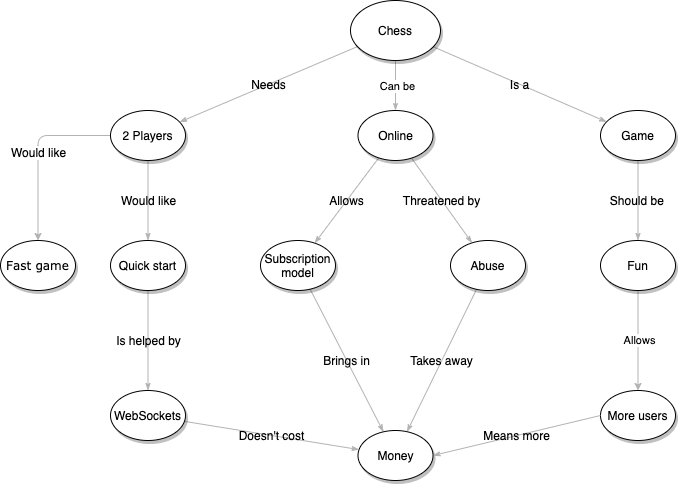 Chess
Needs
Can be
Is a
2 Players
Online
Game
Would like
Would like
Allows
Threatened by
Should be
Fast game
Quick start
Subscription
model
Abuse
Fun
Is helped by
Brings in
Takes away
Allows
WebSockets
More users
Doesn't cost
Means more
Money